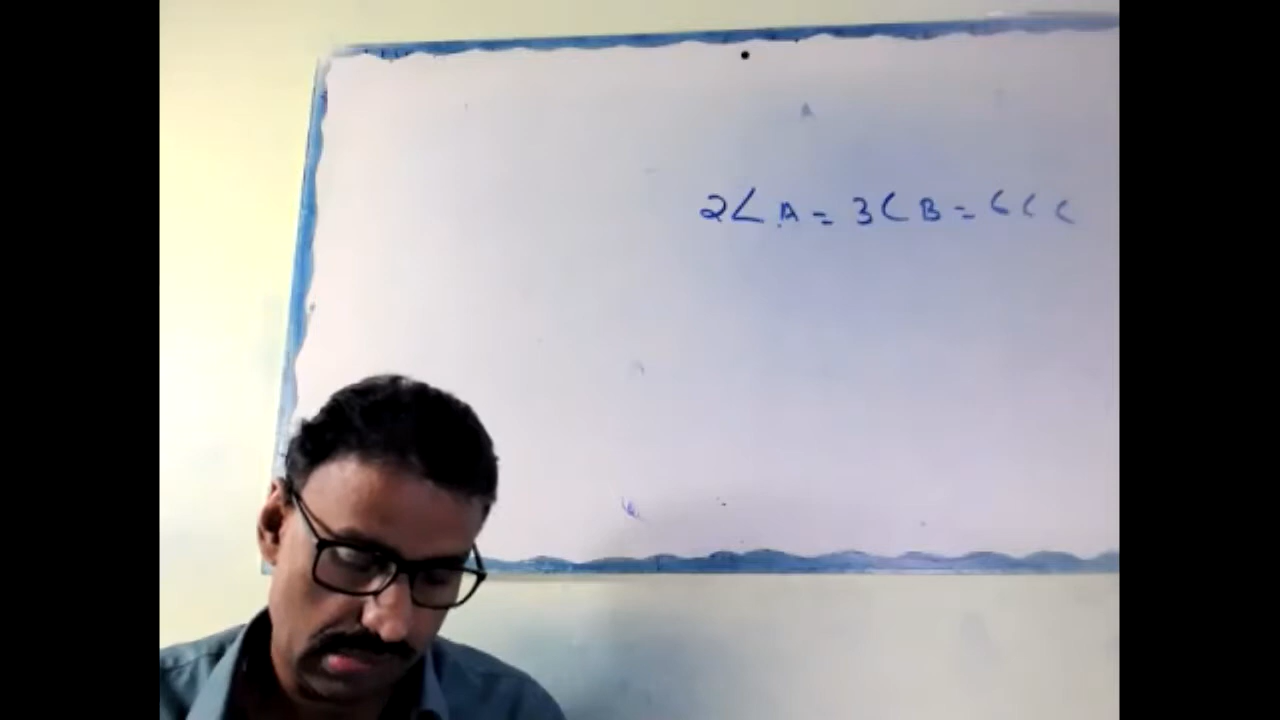 2∠A = 3∠B = 6∠C